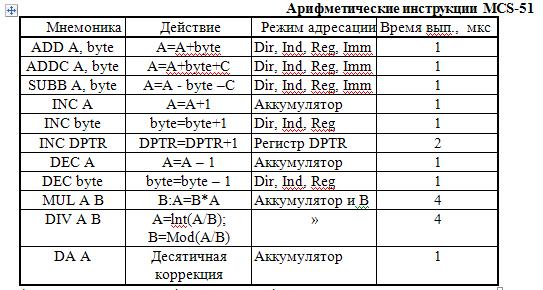 Арифметические инструкции MCS-51
Мнемоника Действие Режим адресации Время вып., мкс
ADD A, byte A=A+byte Dir, Ind, Reg, Imm 1
ADDC A, byte A=A+byte+C Dir, Ind, Reg, Imm 1
SUBB A, byte A=A - byte –C Dir, Ind, Reg, Imm 1
INC A A=A+1 Аккумулятор 1
INC byte byte=byte+1 Dir, Ind, Reg 1
INC DPTR DPTR=DPTR+1 Регистр DPTR 2
DEC A A=A – 1 Аккумулятор 1
DEC byte byte=byte – 1 Dir, Ind, Reg 1
MUL A B B:A=B*A Аккумулятор и B 4
DIV A B A=lnt(A/B); » 4
B=Mod(A/B)
DA A Десятичная Аккумулятор 1
коррекция